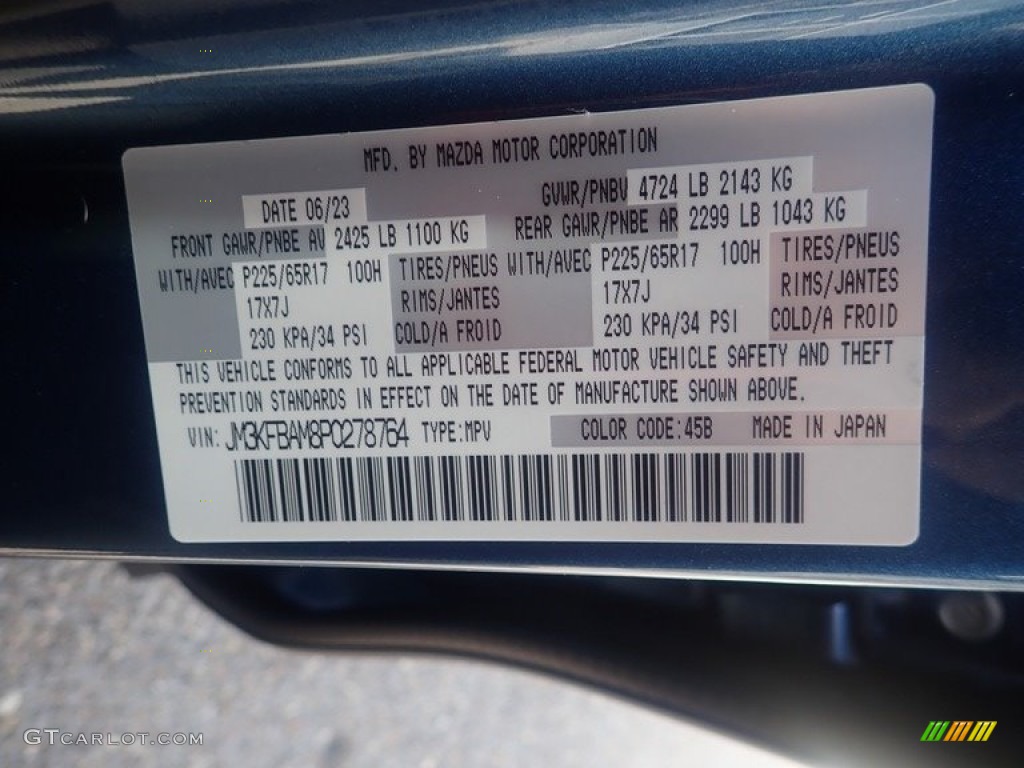 MFD. BY MAZDA MOTOR CORPORATION
DATE 06/23 GVWR/PNBV 4724 LB 2143 KG
FRONT GAWR/PNBE AV 2425 LB 1100 KG REAR GAWR/PNBE AR 2299 LB 1043 KG
WITH/AVEC P225/65R17 100H TIRES/PNEUS WITH/AVEC P225/65R17 100H TIRES/PNEUS
17X7J RIMS/JANTES 17X7J RIMS/JANTES
230 KPA/34 PSI COLD/A FROID 230 KPA/34 PSI COLD/A FROID
THIS VEHICLE CONFORMS TO ALL APPLICABLE FEDERAL MOTOR VEHICLE SAFETY AND THEFT
PREVENTION STANDARDS IN EFFECT ON THE DATE OF MANUFACTURE SHOWN ABOVE.
VIN: JM3KFBAM8P0278764 TYPE:MPV COLOR CODE:45B MADE IN JAPAN
GTCARLOT.COM